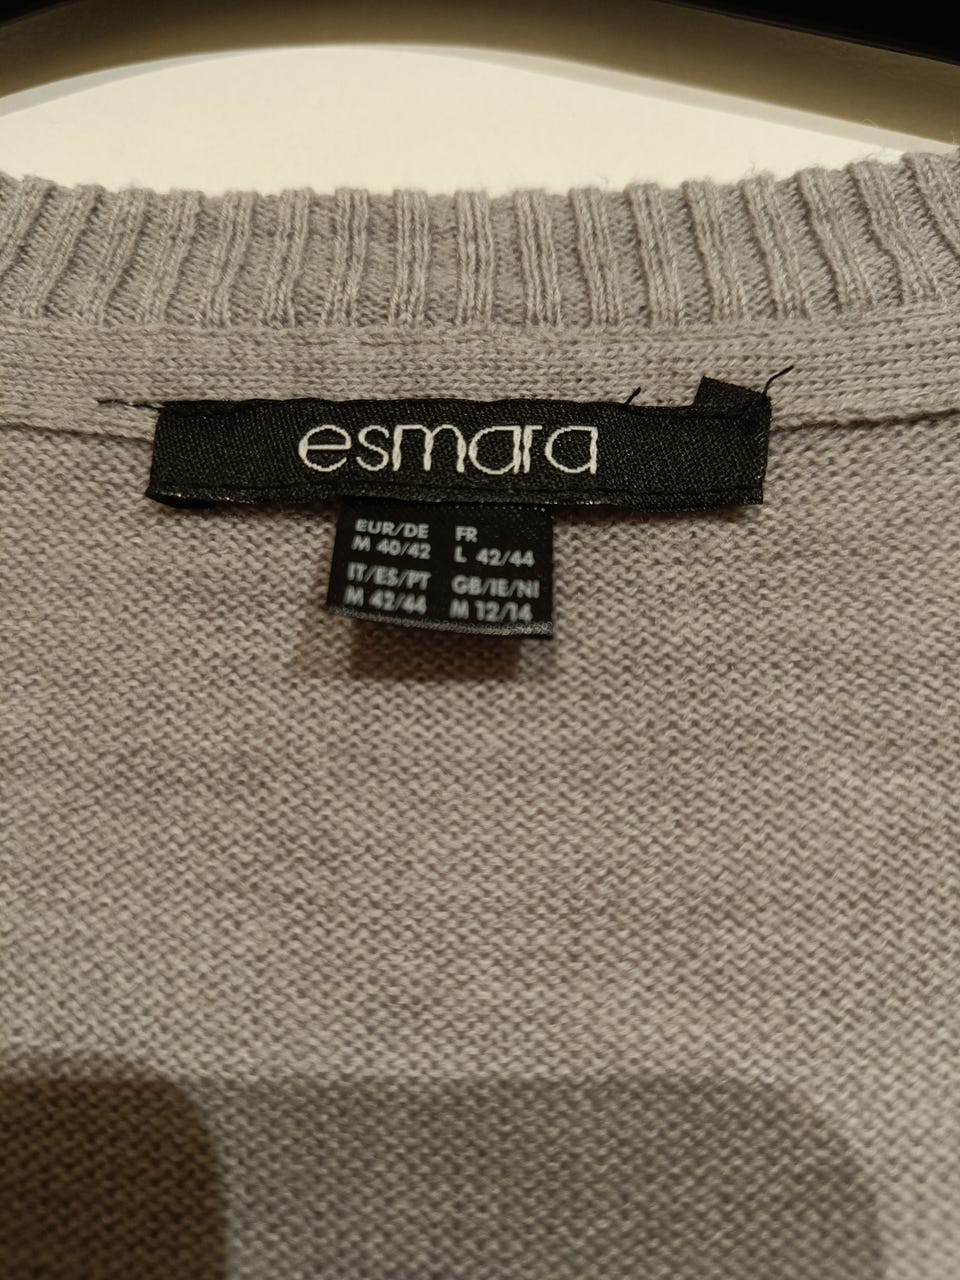 esmara
EUR/DE FR
M 40/42 L 42/44
IT/ES/PT GB/IE/NI
M 42/44 M 12/14